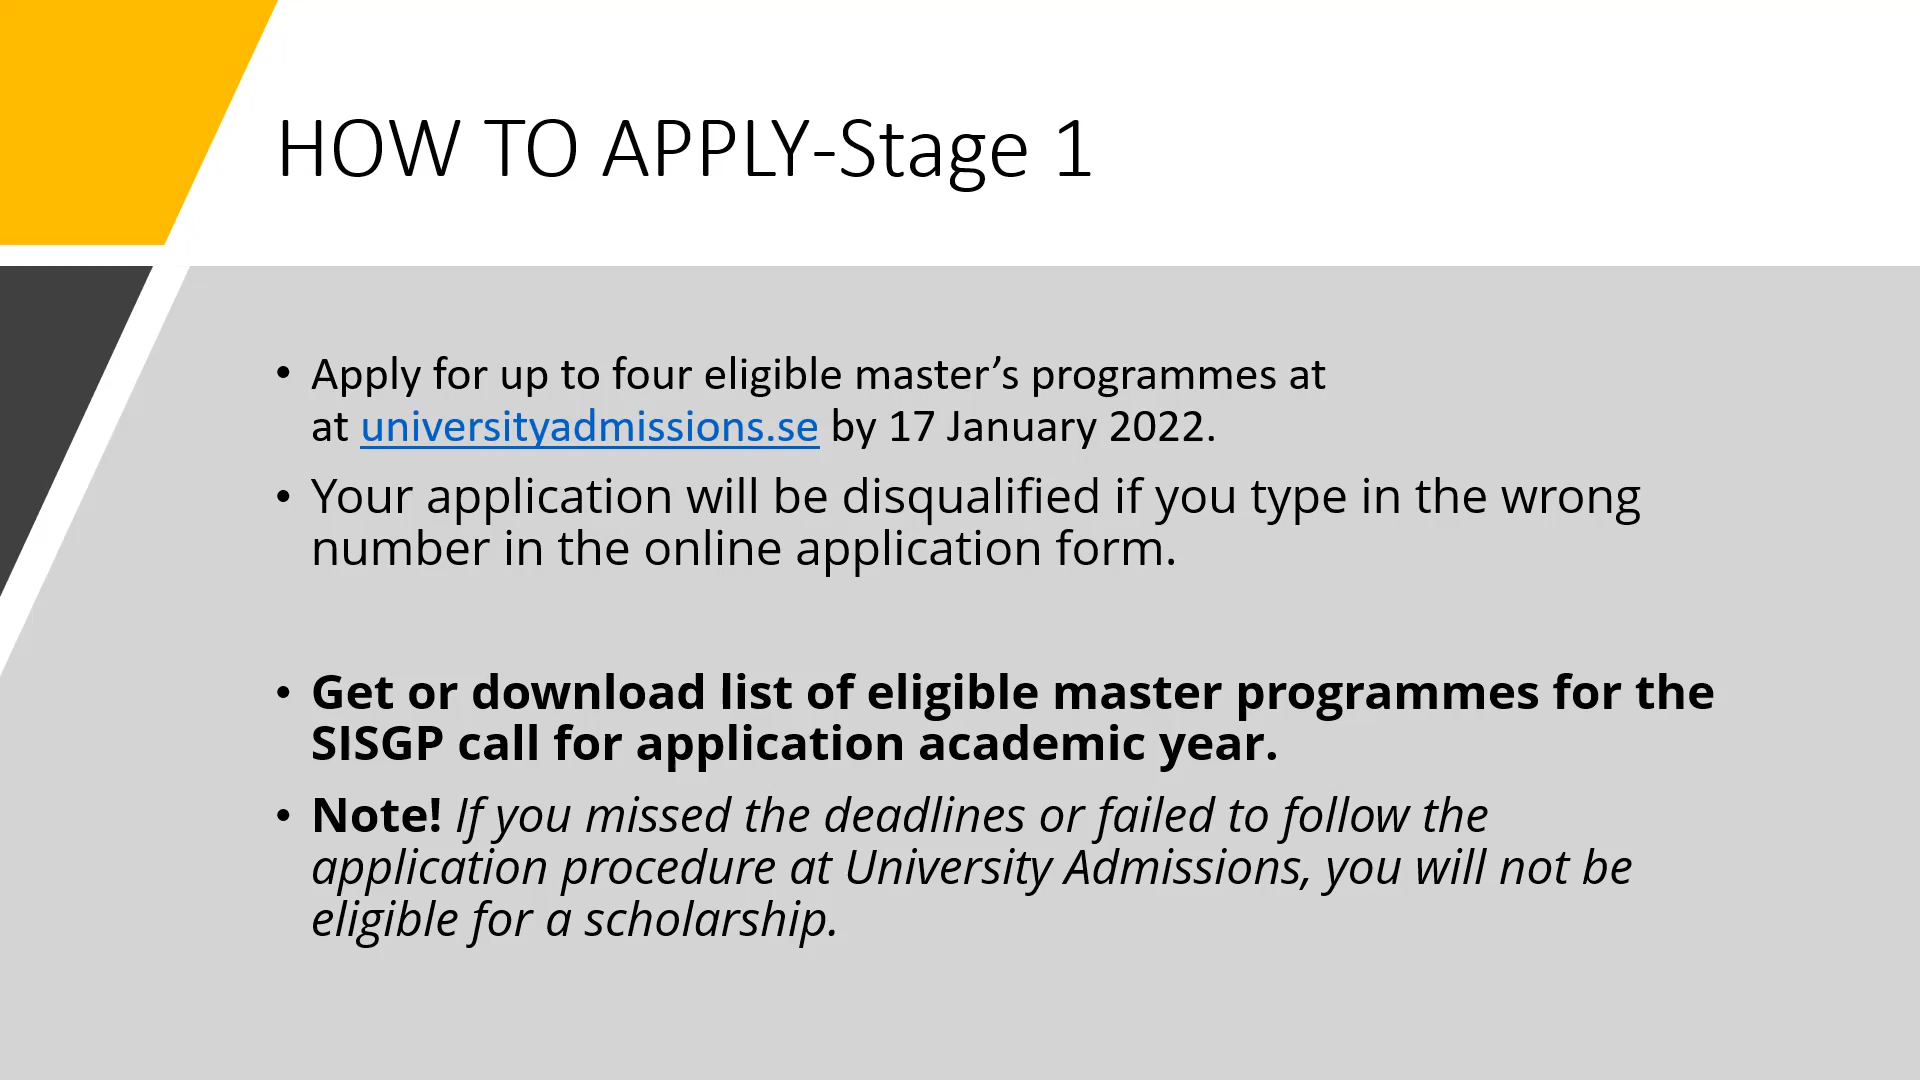 HOW TO APPLY-Stage 1
• Apply for up to four eligible master’s programmes at
at universityadmissions.se by 17 January 2022.
• Your application will be disqualified if you type in the wrong
number in the online application form.
• Get or download list of eligible master programmes for the
SISGP call for application academic year.
• Note! If you missed the deadlines or failed to follow the
application procedure at University Admissions, you will not be
eligible for a scholarship.